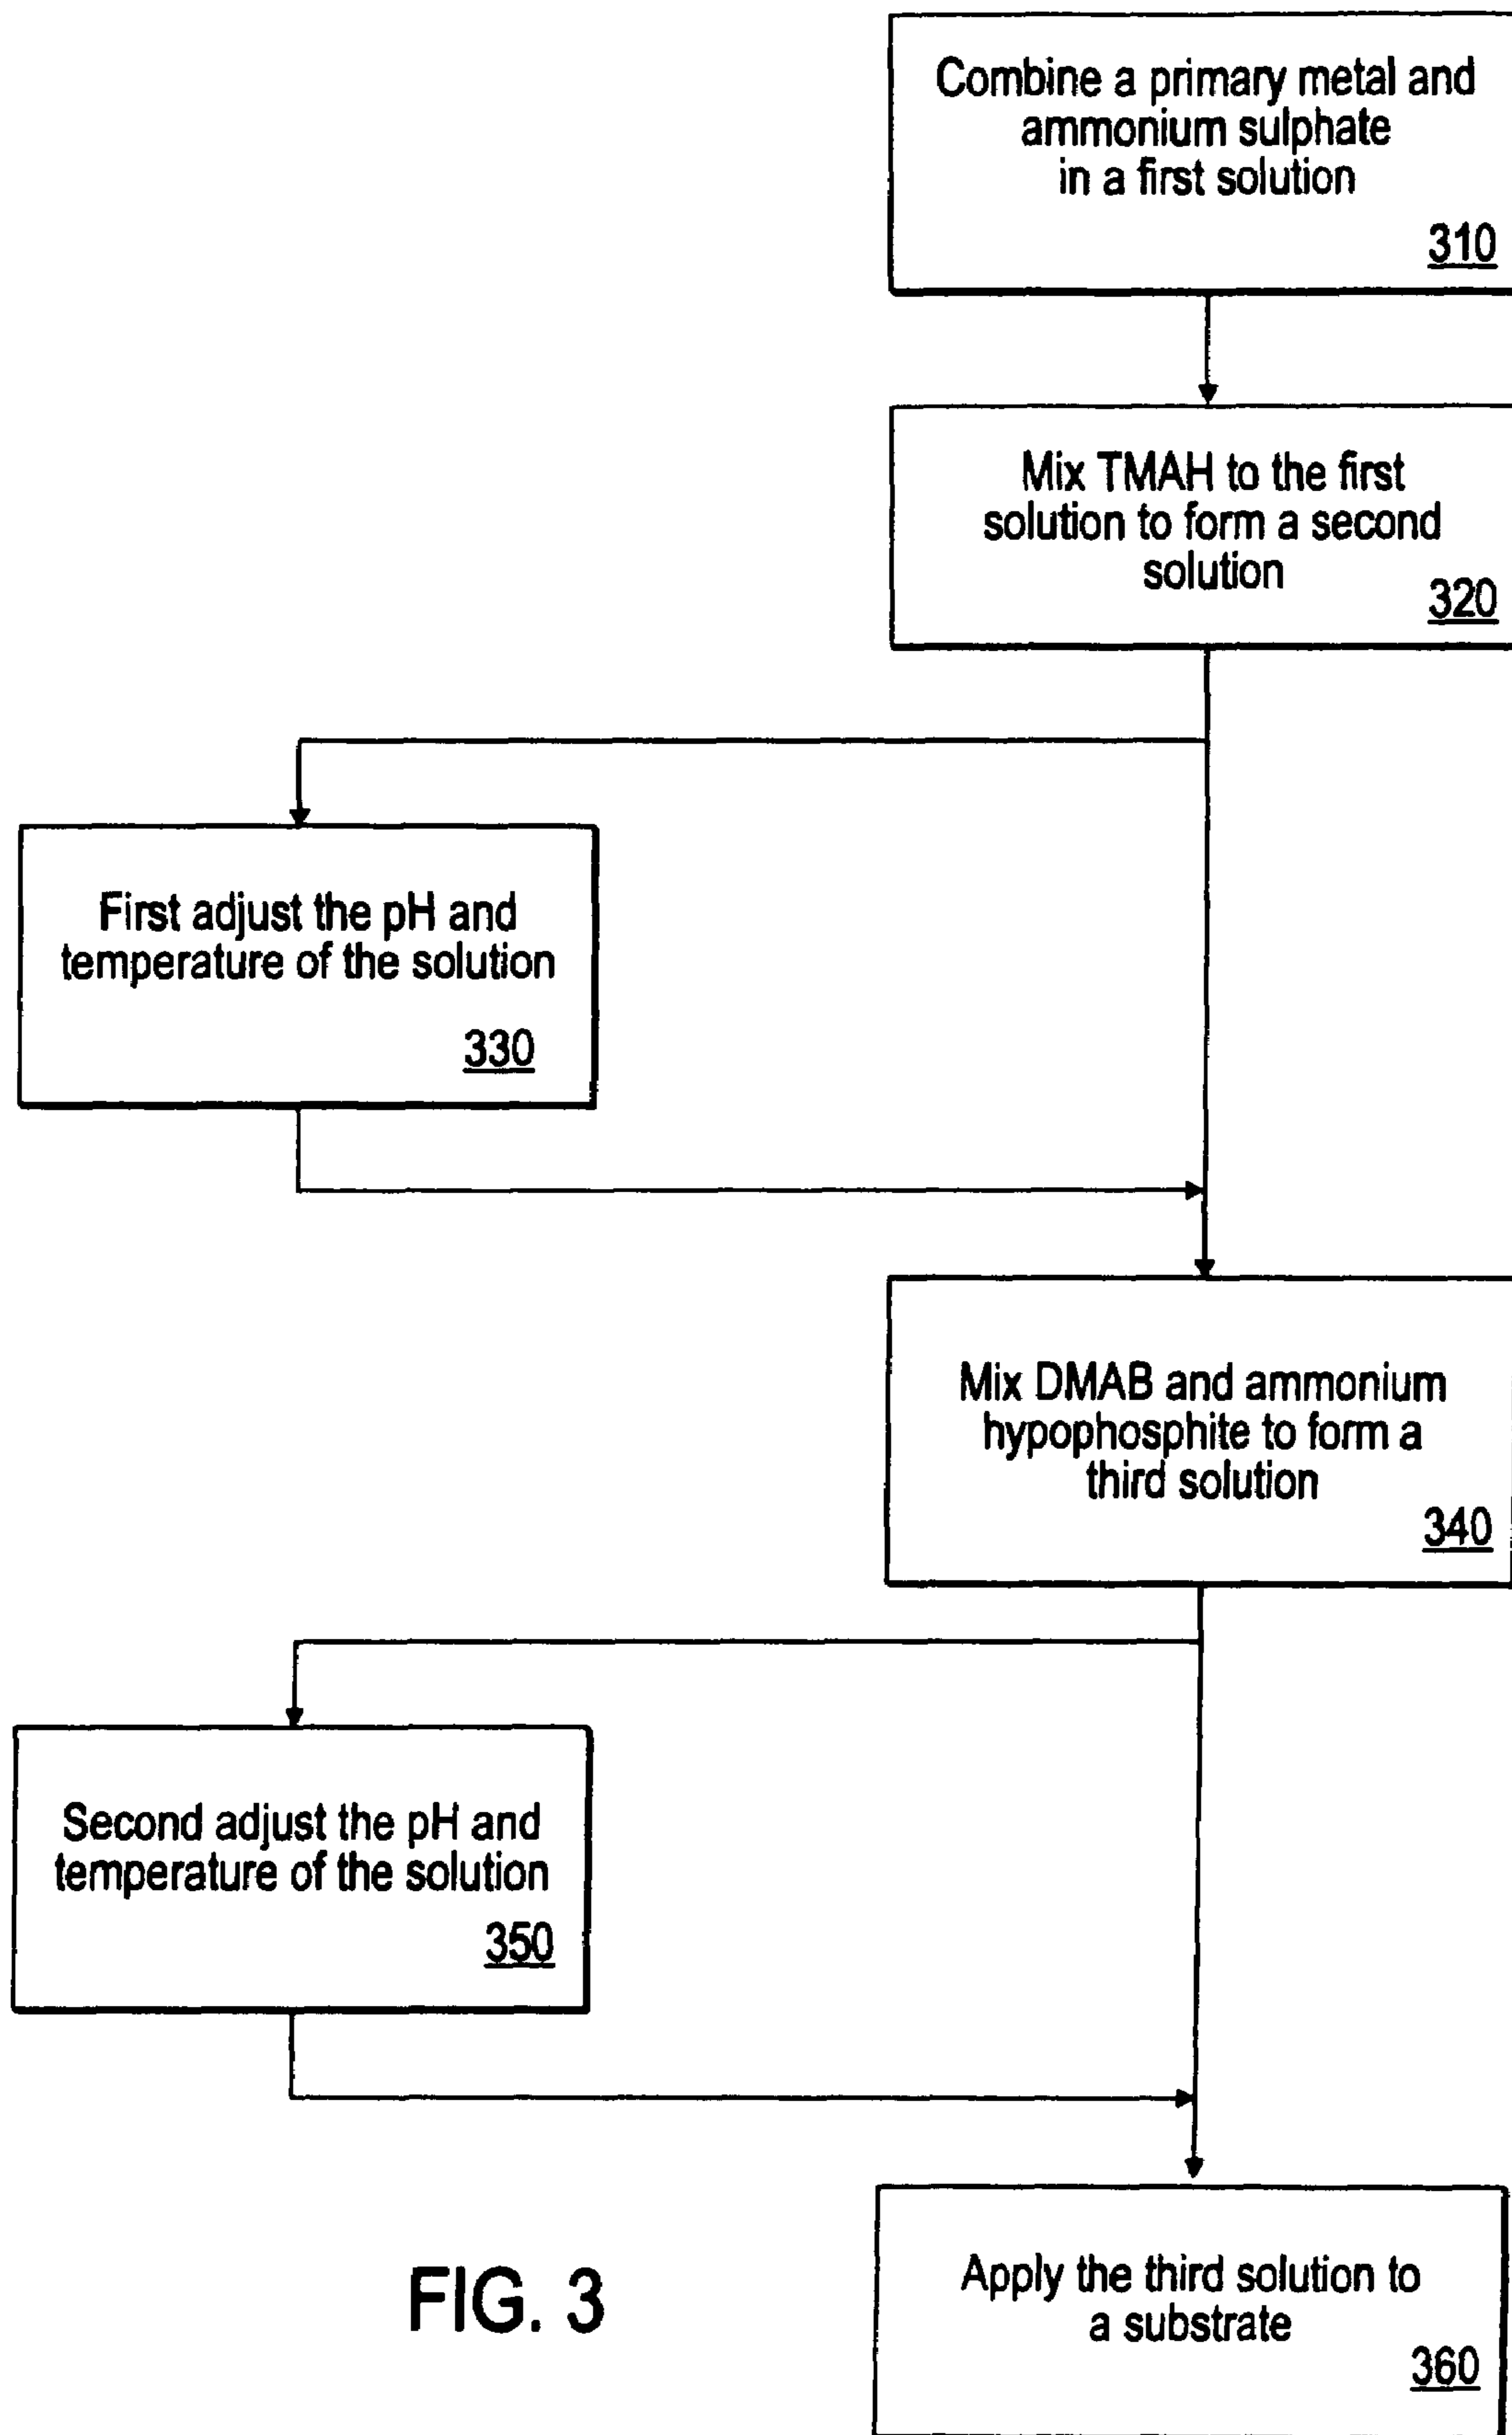 Combine a primary metal and
ammonium sulphate
in a first solution
310
Mix TMAH to the first
solution to form a second
solution
320
First adjust the pH and
temperature of the solution
330
Mix DMAB and ammonium
hypophosphite to form a
third solution
340
Second adjust the pH and
temperature of the solution
350
Apply the third solution to
a substrate
360
FIG. 3